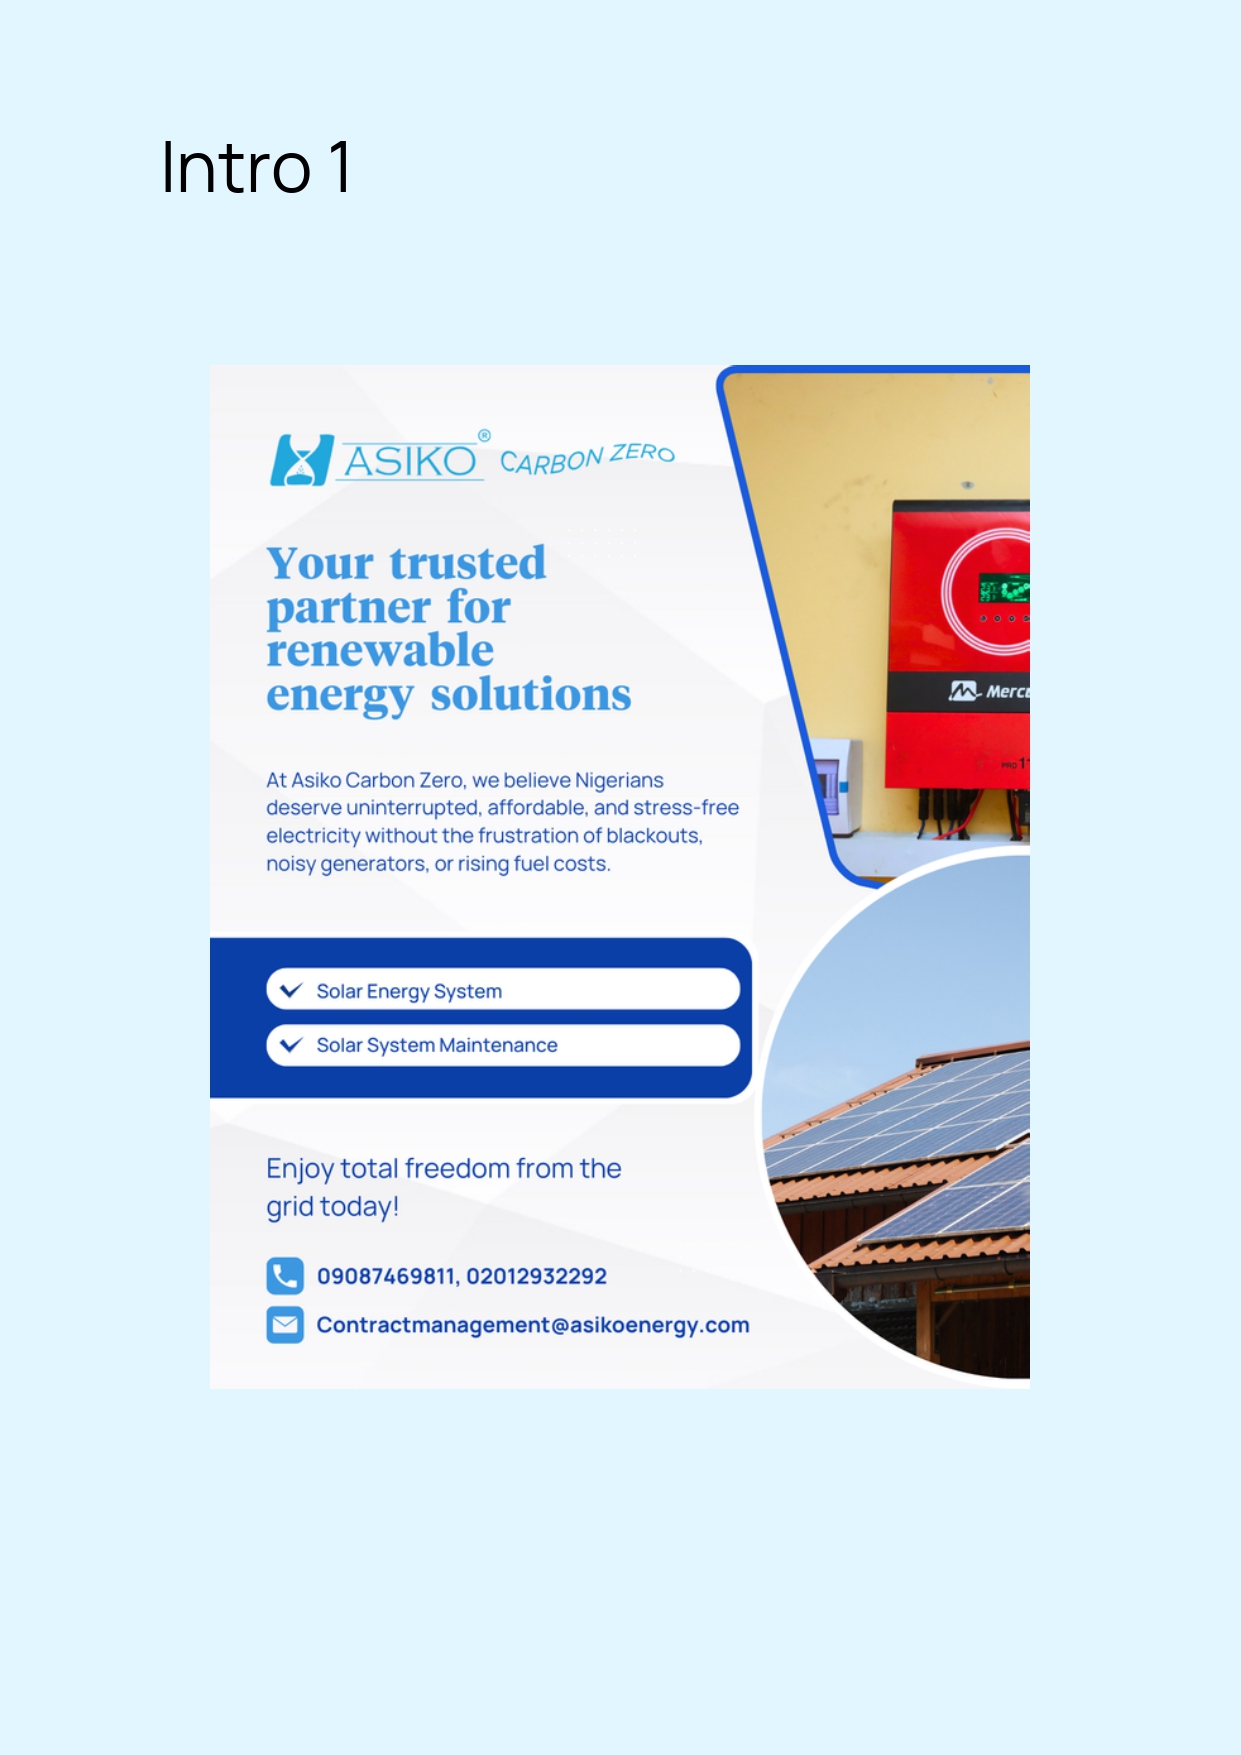 Intro 1
ASIKO® CARBON ZERO
Your trusted
partner for
renewable
energy solutions
At Asiko Carbon Zero, we believe Nigerians
deserve uninterrupted, affordable, and stress-free
electricity without the frustration of blackouts,
noisy generators, or rising fuel costs.
Solar Energy System
Solar System Maintenance
Enjoy total freedom from the
grid today!
09087469811, 02012932292
Contractmanagement@asikoenergy.com
PRO 11